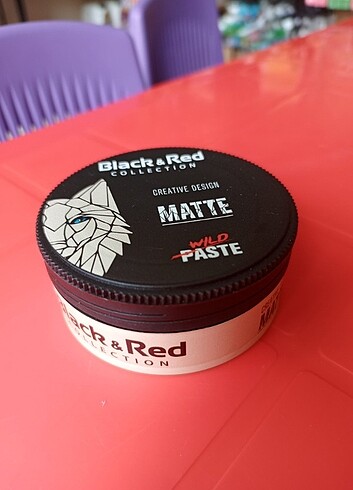 Black&Red
COLLECTION
CREATIVE DESIGN
MATTE
WILD
PASTE
Black & Red
COLLECTION